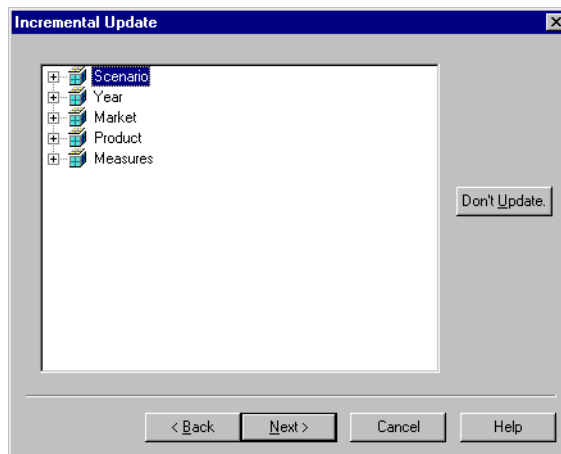 Incremental Update
Scenario
Year
Market
Product
Measures
Don't Update.
< Back Next > Cancel Help